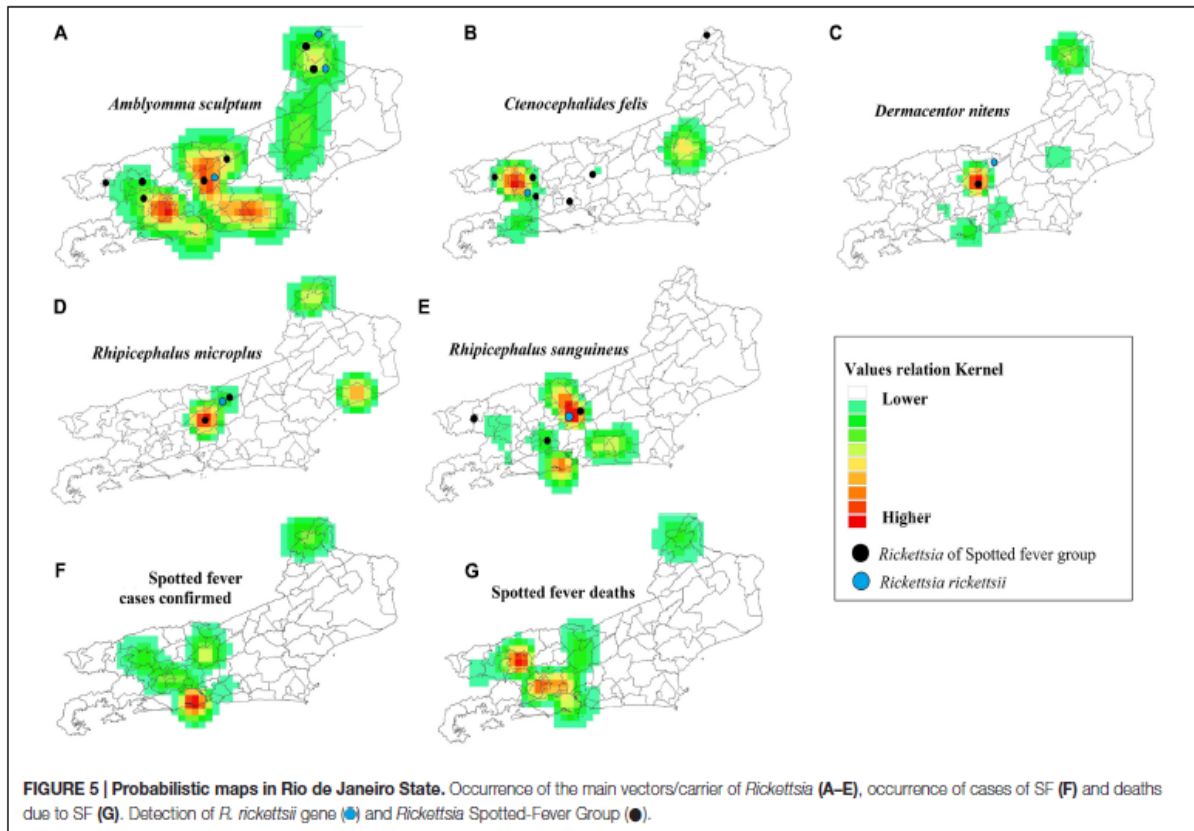 A
Amblyomma sculptum
B
Ctenocephalides felis
C
Dermacentor nitens
D
Rhipicephalus microplus
E
Rhipicephalus sanguineus
Values relation Kernel
Lower
Higher
Rickettsia of Spotted fever group
Rickettsia rickettsii
F
Spotted fever
cases confirmed
G
Spotted fever deaths
FIGURE 5 | Probabilistic maps in Rio de Janeiro State. Occurrence of the main vectors/carrier of Rickettsia (A–E), occurrence of cases of SF (F) and deaths
due to SF (G). Detection of R. rickettsii gene (●) and Rickettsia Spotted-Fever Group (●).